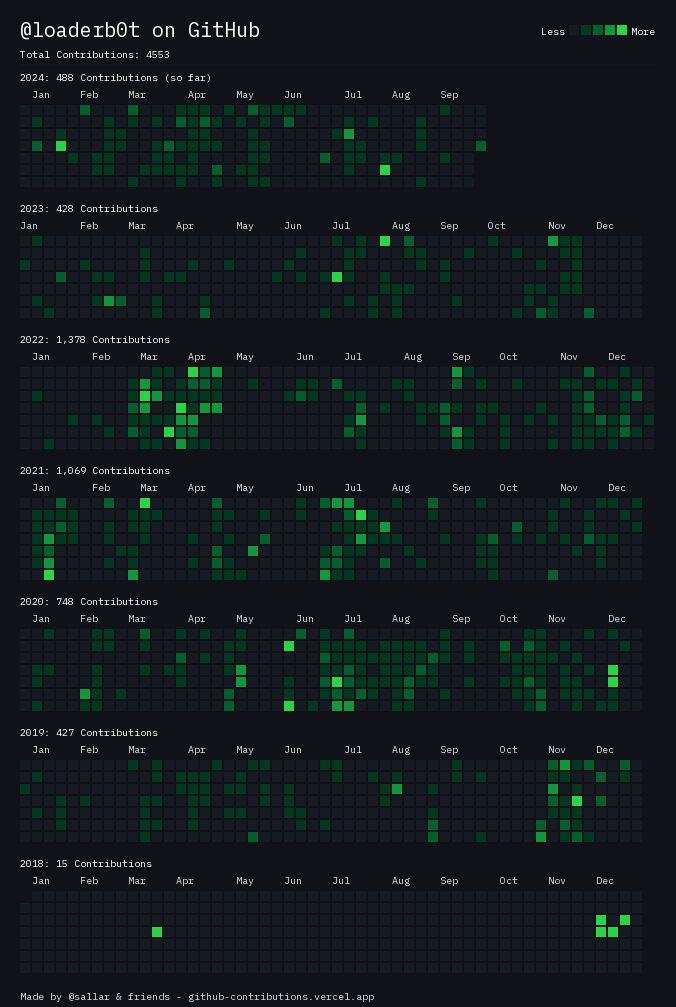 @loaderb0t on GitHub
Less More
Total Contributions: 4553
2024: 488 Contributions (so far)
Jan Feb Mar Apr May Jun Jul Aug Sep
2023: 428 Contributions
Jan Feb Mar Apr May Jun Jul Aug Sep Oct Nov Dec
2022: 1,378 Contributions
Jan Feb Mar Apr May Jun Jul Aug Sep Oct Nov Dec
2021: 1,069 Contributions
Jan Feb Mar Apr May Jun Jul Aug Sep Oct Nov Dec
2020: 748 Contributions
Jan Feb Mar Apr May Jun Jul Aug Sep Oct Nov Dec
2019: 427 Contributions
Jan Feb Mar Apr May Jun Jul Aug Sep Oct Nov Dec
2018: 15 Contributions
Jan Feb Mar Apr May Jun Jul Aug Sep Oct Nov Dec
Made by @sallar & friends - github-contributions.vercel.app